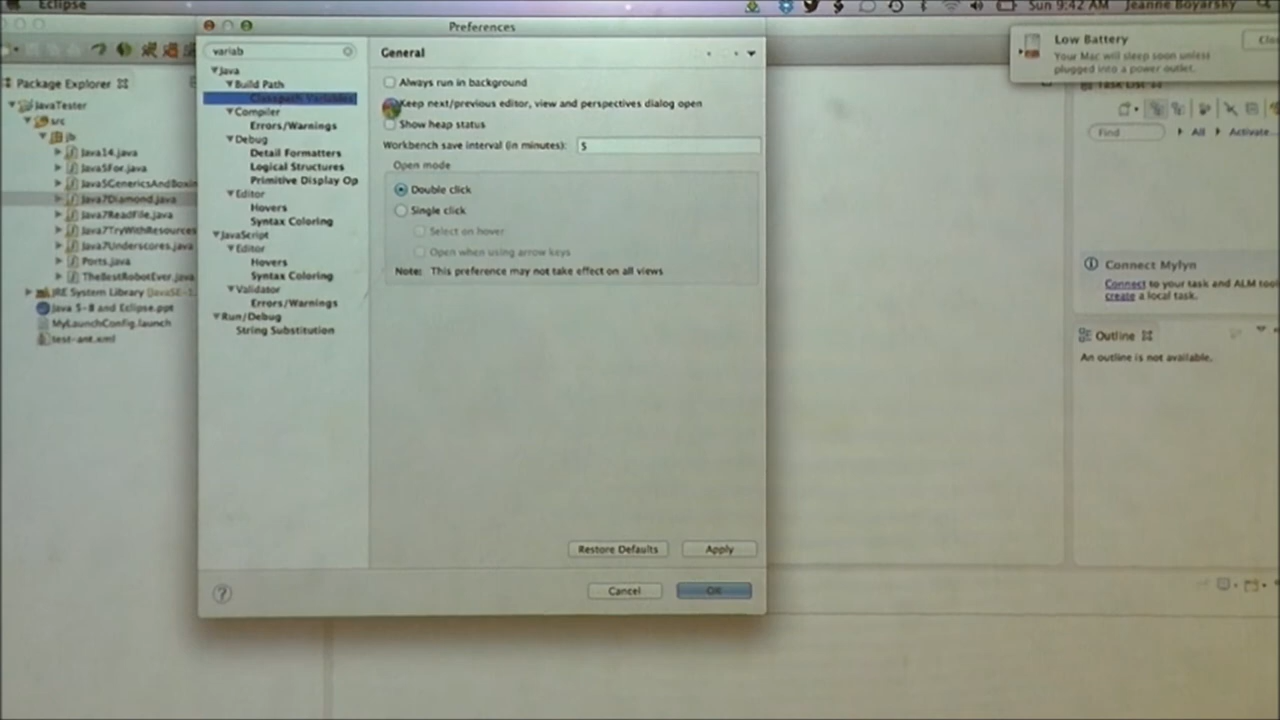 Eclipse
Sun 9:42 AM Jeanne Boyarsky
Preferences
variab
General
Always run in background
Keep next/previous editor, view and perspectives dialog open
Show heap status
Workbench save interval (in minutes): 5
Open mode
Double click
Single click
Select on hover
Open when using arrow keys
Note: This preference may not take effect on all views
Java
Build Path
Classpath Variables
Compiler
Errors/Warnings
Debug
Detail Formatters
Logical Structures
Primitive Display Op
Editor
Hovers
Syntax Coloring
JavaScript
Editor
Hovers
Syntax Coloring
Validator
Errors/Warnings
Run/Debug
String Substitution
Restore Defaults
Apply
?
Cancel
OK
Package Explorer
JavaTester
src
jb
Java14.java
Java5For.java
Java5GenericsAndBoxin
Java7Diamond.java
Java7ReadFile.java
Java7TryWithResources
Java7Underscores.java
Ports.java
TheBestRobotEver.java
JRE System Library [JavaSE-1.
Java 5-8 and Eclipse.ppt
MyLaunchConfig.launch
test-ant.xml
Low Battery
Your Mac will sleep soon unless
plugged into a power outlet.
Clo
Task List
Find
All
Activate...
Connect Mylyn
Connect to your task and ALM tool
create a local task.
Outline
An outline is not available.